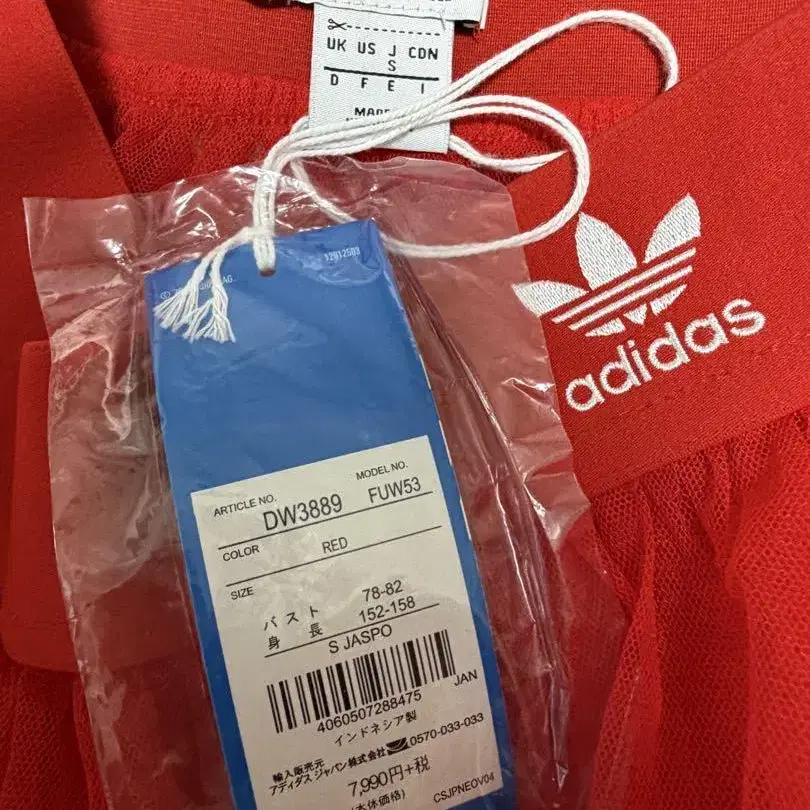 UK US J CDN
S
D F E I
MADE
adidas
12012503
AG.
ARTICLE NO.
MODEL NO.
DW3889
FUW53
COLOR
RED
SIZE
バスト 78-82
身 長 152-158
S JASPO
4060507288475
JAN
インドネシア製
輸入販売元
アディダス ジャパン株式会社 0570-033-033
7,990円+税
(本体価格)
CSJPNEOV04